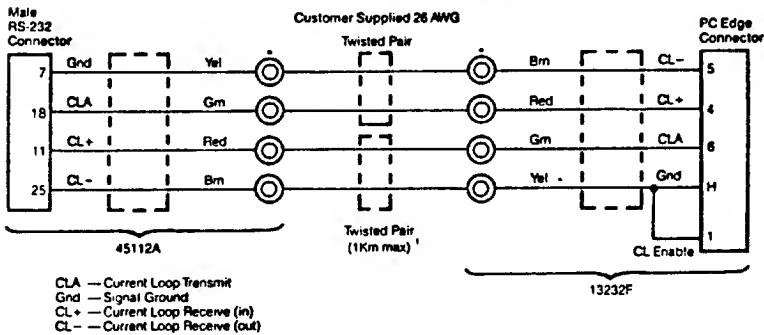 Male
RS-232
Connector
Customer Supplied 26 AWG
Twisted Pair
PC Edge
Connector
7 Gnd Yel Brn CL- 5
18 CLA Grn Red CL+ 4
11 CL+ Red Grn CLA 6
25 CL- Brn Yel Gnd H
1
CL Enable
Twisted Pair
(1Km max) 1
45112A
13232F
CLA — Current Loop Transmit
Gnd — Signal Ground
CL+ — Current Loop Receive (in)
CL- — Current Loop Receive (out)